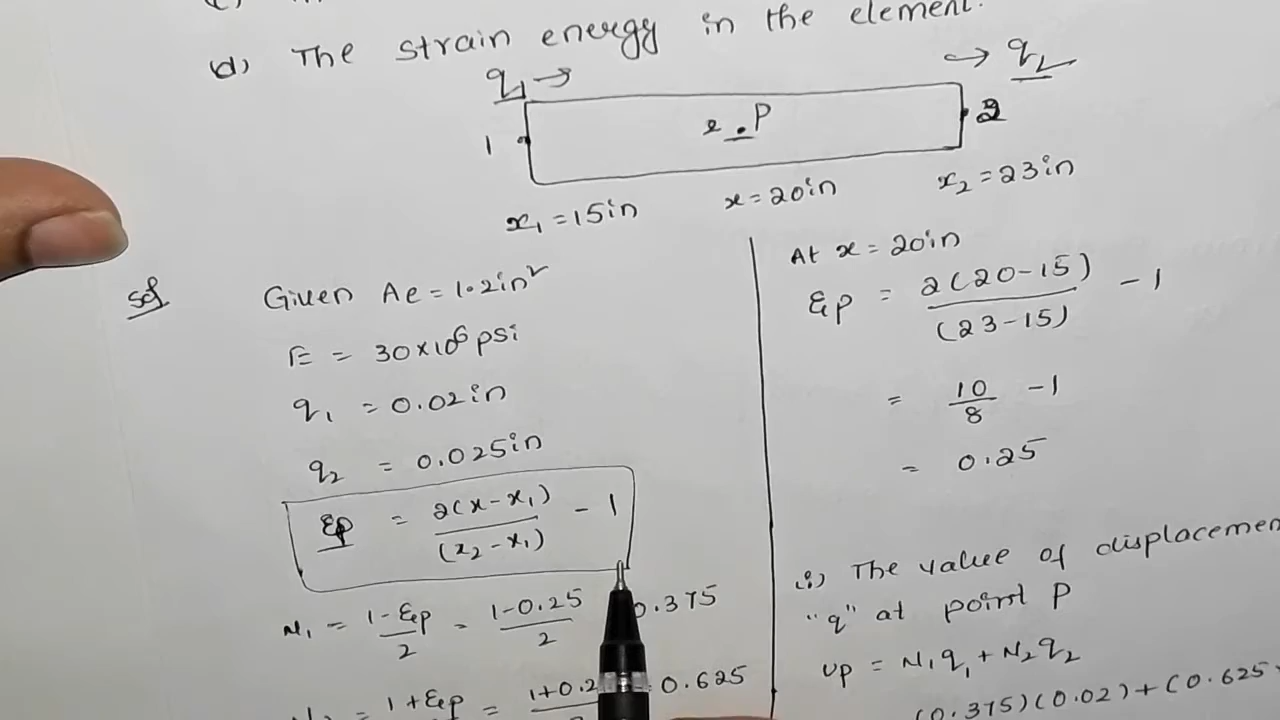 d) The strain energy in the element.
q1 → → q2
1 e . P 2
x1 = 15in x = 20in x2 = 23in
Sol Given Ae = 1.2in²
E = 30×10⁶ psi
q1 = 0.02in
q2 = 0.025in
εp = 2(x-x1)/(x2-x1) - 1
N1 = 1-εp/2 = 1-0.25/2 0.375
1+εp = 1+0.2 0.625
At x = 20in
εp = 2(20-15)/(23-15) - 1
= 10/8 - 1
= 0.25
i) The value of displacemen
"q" at point P
up = N1q1 + N2q2
(0.375)(0.02)+(0.625